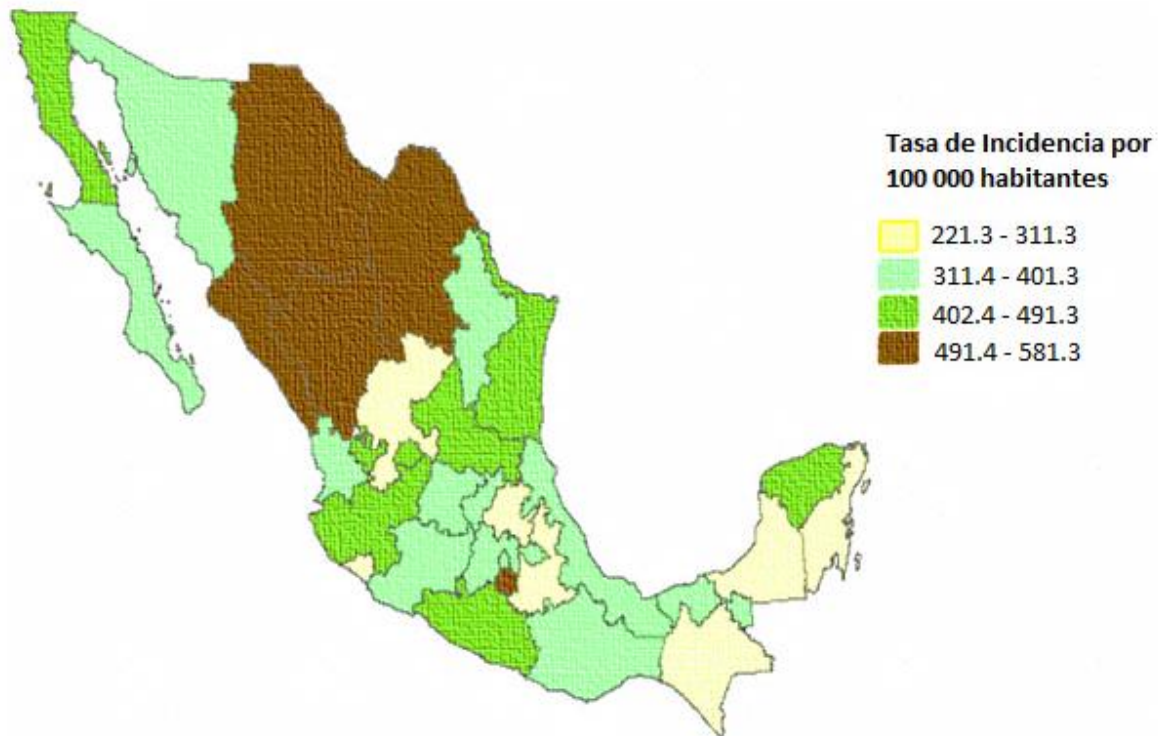 Tasa de Incidencia por
100 000 habitantes
221.3 - 311.3
311.4 - 401.3
402.4 - 491.3
491.4 - 581.3